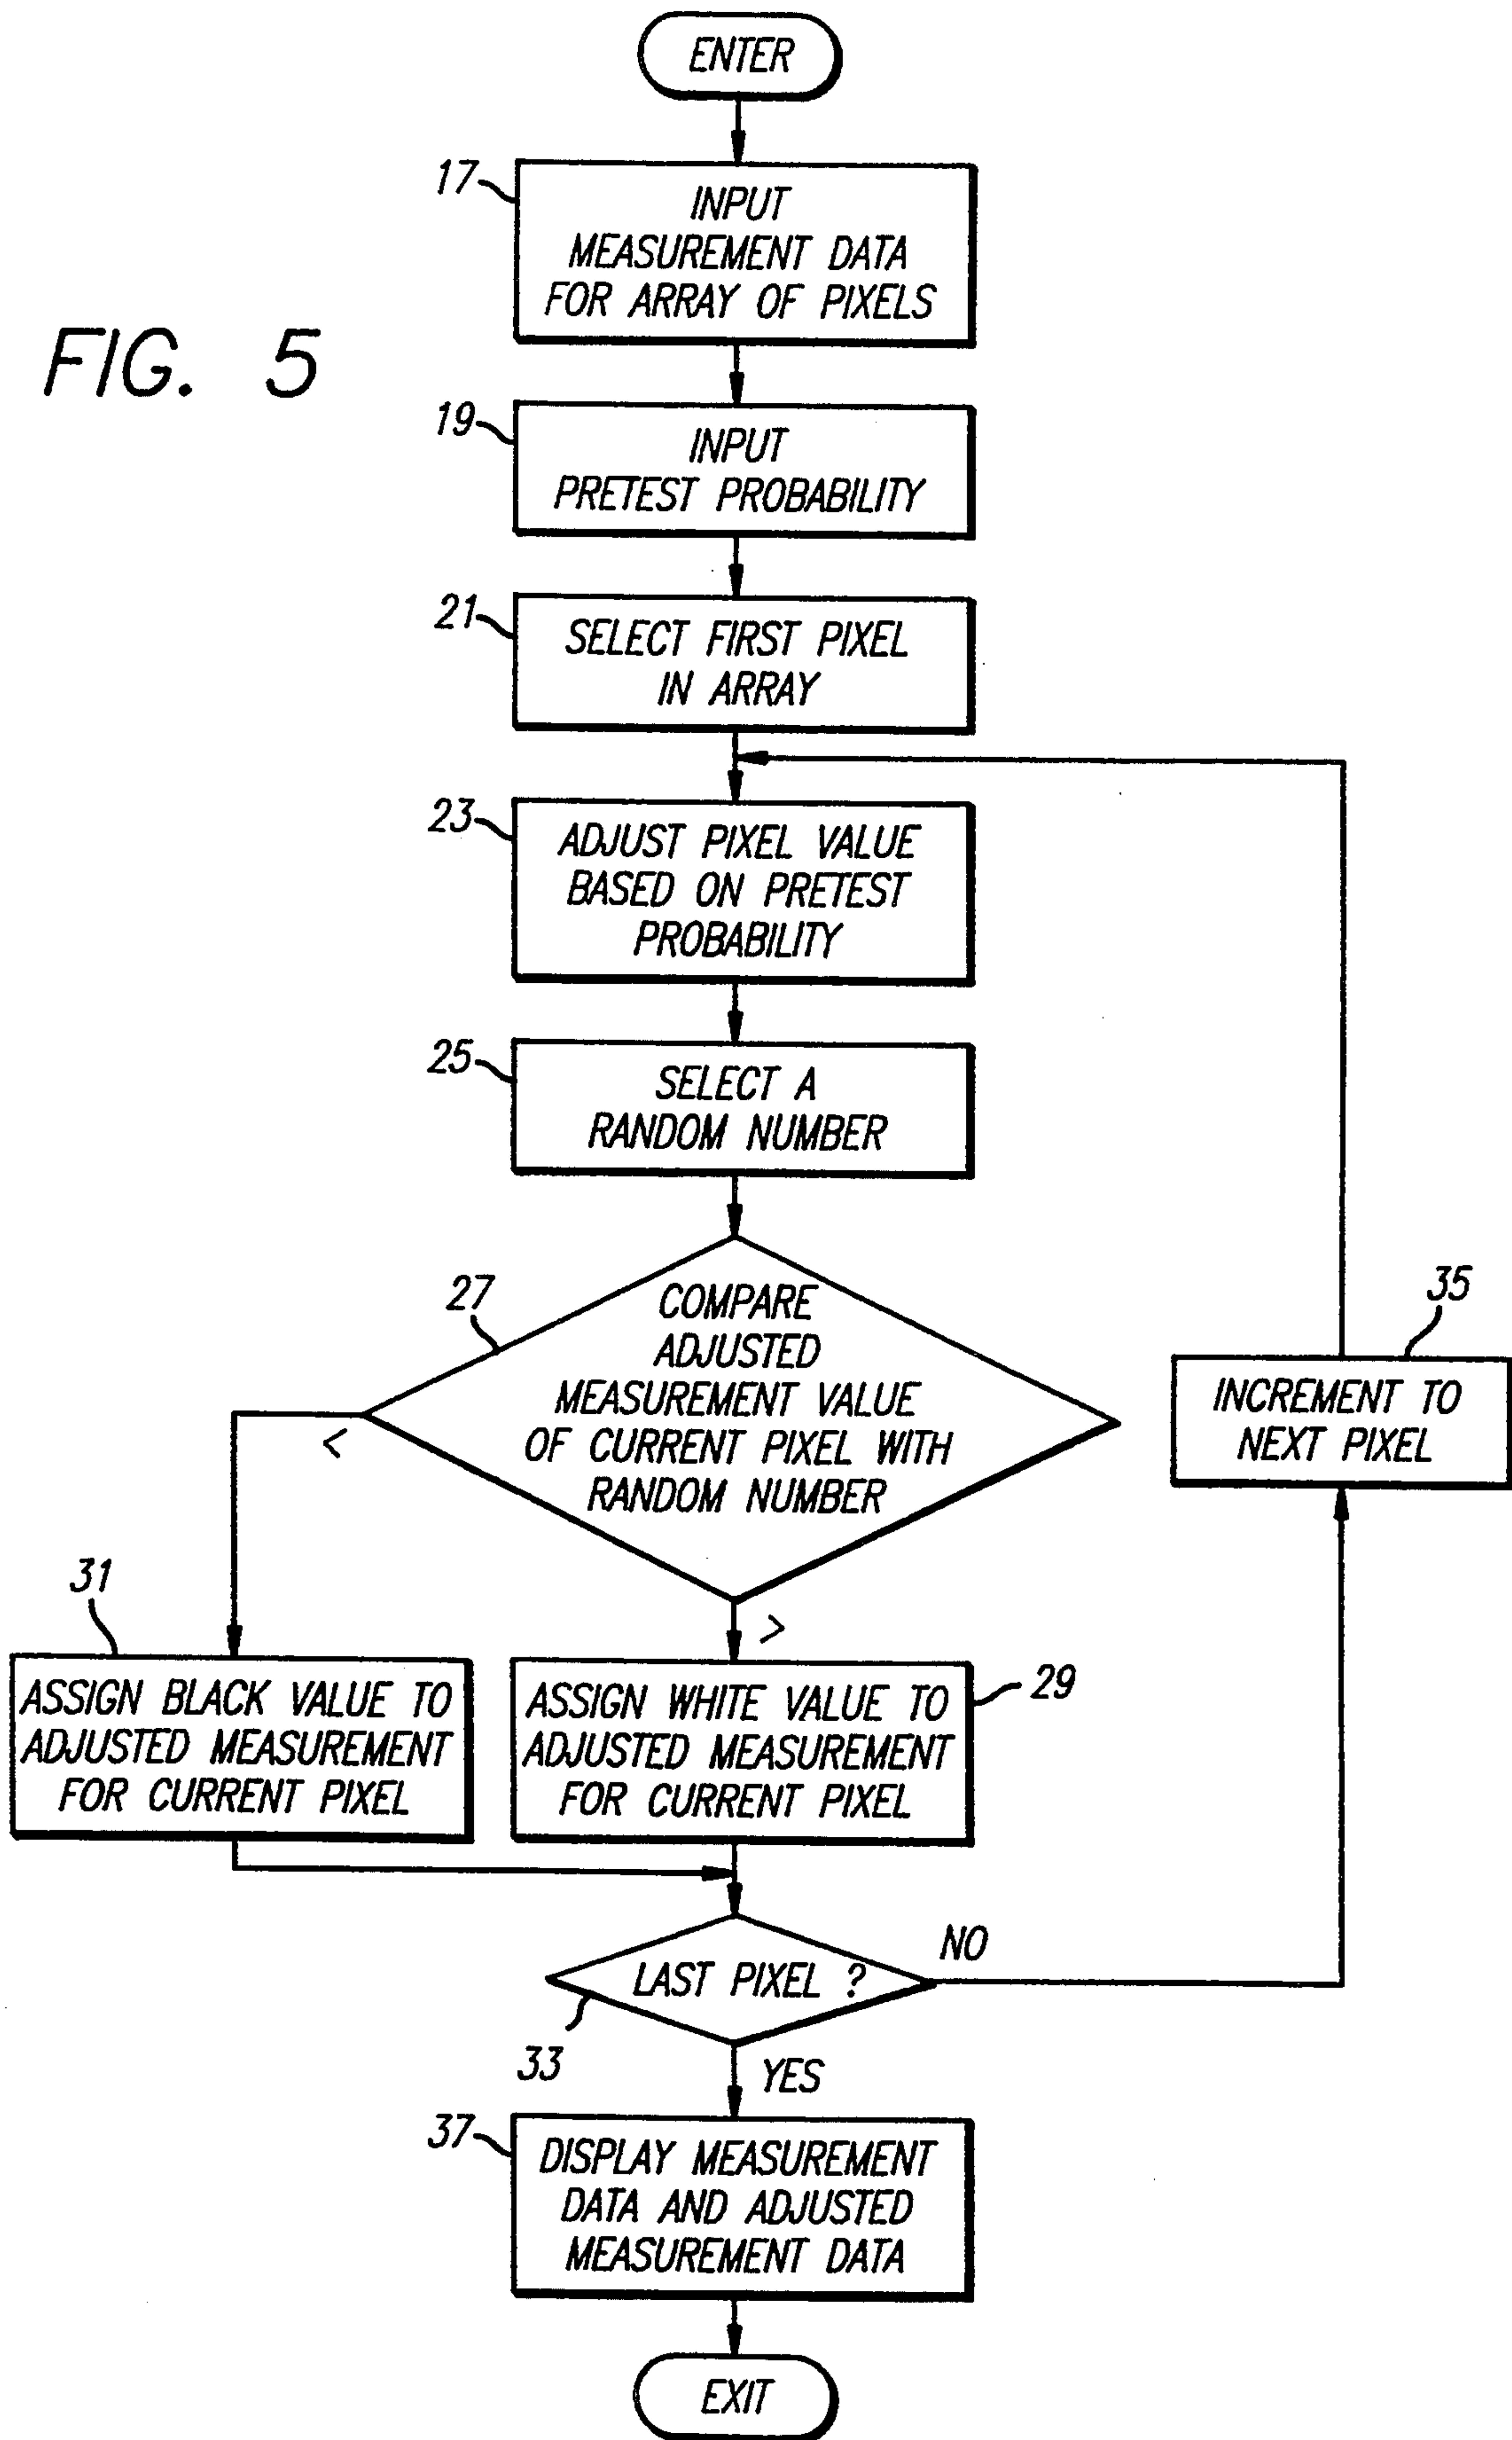 ENTER
17
INPUT
MEASUREMENT DATA
FOR ARRAY OF PIXELS
FIG. 5
19
INPUT
PRETEST PROBABILITY
21
SELECT FIRST PIXEL
IN ARRAY
23
ADJUST PIXEL VALUE
BASED ON PRETEST
PROBABILITY
25
SELECT A
RANDOM NUMBER
27
COMPARE
ADJUSTED
MEASUREMENT VALUE
OF CURRENT PIXEL WITH
RANDOM NUMBER
35
INCREMENT TO
NEXT PIXEL
<
>
31
ASSIGN BLACK VALUE TO
ADJUSTED MEASUREMENT
FOR CURRENT PIXEL
ASSIGN WHITE VALUE TO
ADJUSTED MEASUREMENT
FOR CURRENT PIXEL
29
LAST PIXEL ?
NO
33
YES
37
DISPLAY MEASUREMENT
DATA AND ADJUSTED
MEASUREMENT DATA
EXIT